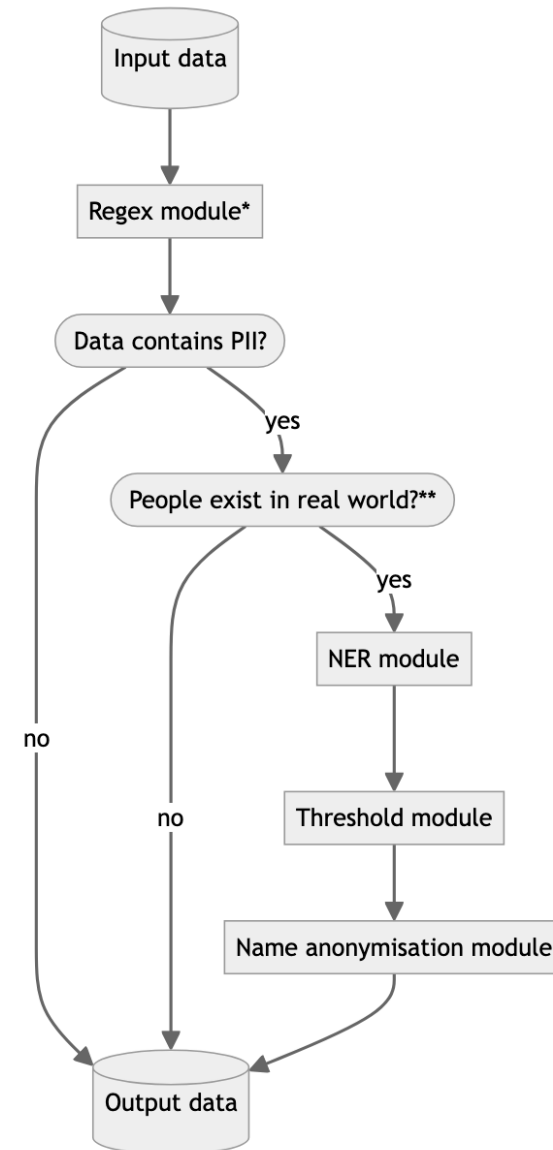 Input data
Regex module*
Data contains PII?
yes
People exist in real world?**
yes
NER module
no
no
Threshold module
Name anonymisation module
Output data